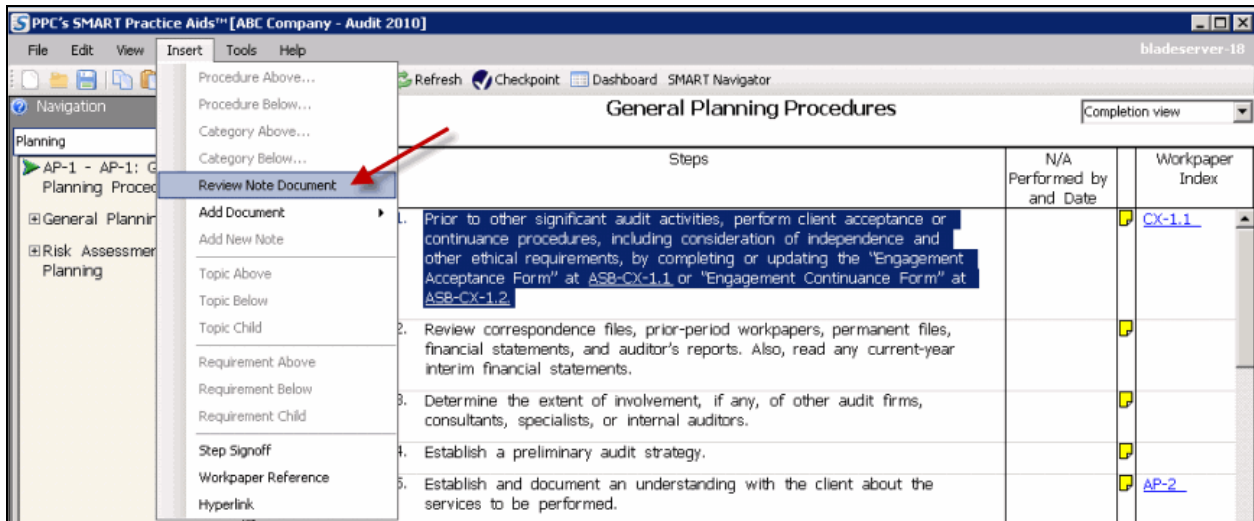 PPC's SMART Practice Aids™ [ABC Company - Audit 2010]
File Edit View Insert Tools Help
bladeserver-18
Refresh Checkpoint Dashboard SMART Navigator
Navigation
Planning
AP-1 - AP-1: G
Planning Proced
General Plannin
Risk Assessmen
Planning
Procedure Above...
Procedure Below...
Category Above...
Category Below...
Review Note Document
Add Document
Add New Note
Topic Above
Topic Below
Topic Child
Requirement Above
Requirement Below
Requirement Child
Step Signoff
Workpaper Reference
Hyperlink
General Planning Procedures
Completion view
Steps
N/A
Performed by
and Date
Workpaper
Index
1. Prior to other significant audit activities, perform client acceptance or
continuance procedures, including consideration of independence and
other ethical requirements, by completing or updating the "Engagement
Acceptance Form" at ASB-CX-1.1 or "Engagement Continuance Form" at
ASB-CX-1.2.
CX-1.1
2. Review correspondence files, prior-period workpapers, permanent files,
financial statements, and auditor's reports. Also, read any current-year
interim financial statements.
3. Determine the extent of involvement, if any, of other audit firms,
consultants, specialists, or internal auditors.
4. Establish a preliminary audit strategy.
5. Establish and document an understanding with the client about the
services to be performed.
AP-2